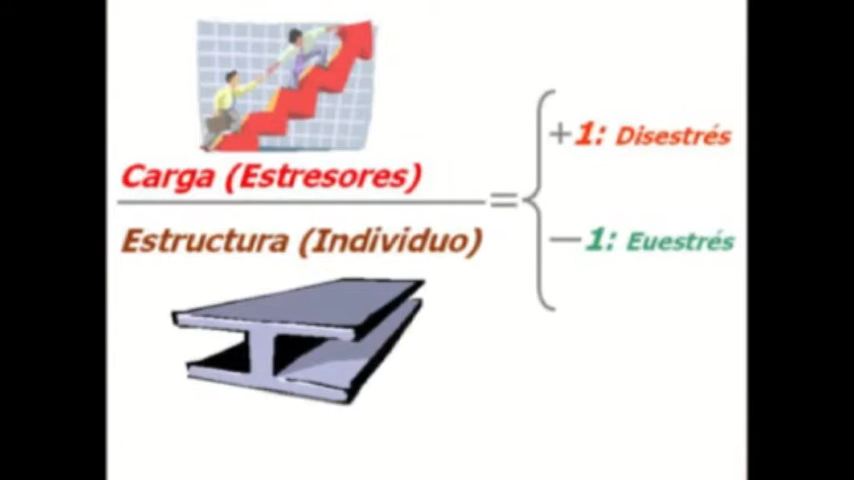 Carga (Estresores)
Estructura (Individuo)
=
+1: Disestrés
—1: Euestrés